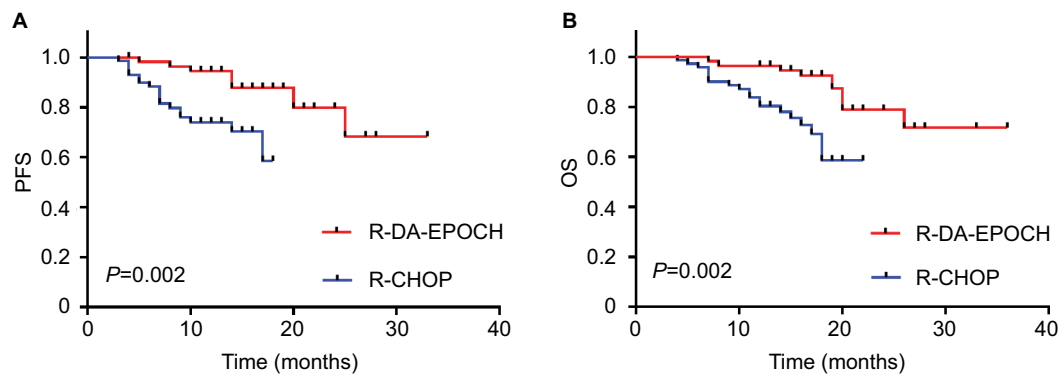 A
1.0
0.8
0.6
0.4
0.2
0
PFS
R-DA-EPOCH
R-CHOP
P=0.002
0 10 20 30 40
Time (months)
B
1.0
0.8
0.6
0.4
0.2
0
OS
R-DA-EPOCH
R-CHOP
P=0.002
0 10 20 30 40
Time (months)